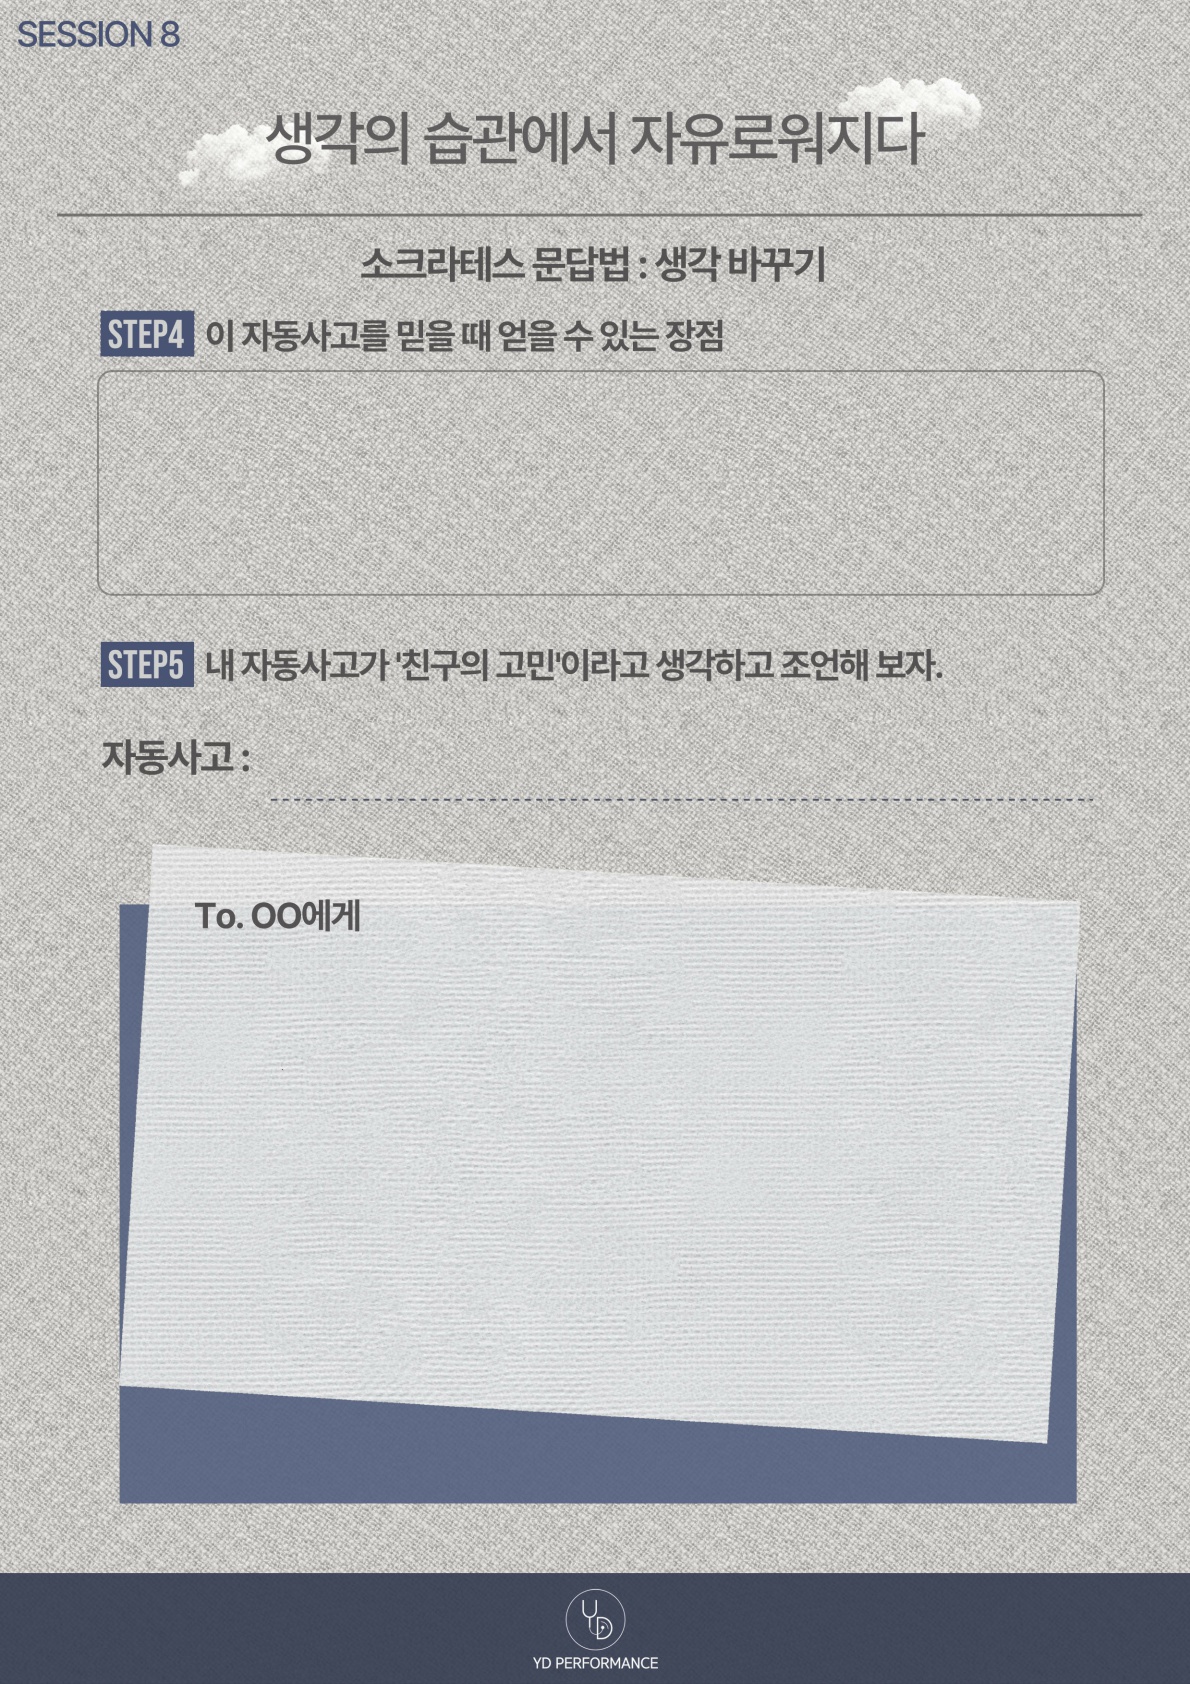 SESSION 8
생각의 습관에서 자유로워지다
소크라테스 문답법 : 생각 바꾸기
STEP4 이 자동사고를 믿을 때 얻을 수 있는 장점
STEP5 내 자동사고가 '친구의 고민'이라고 생각하고 조언해 보자.
자동사고 :
To. OO에게
YD
YD PERFORMANCE